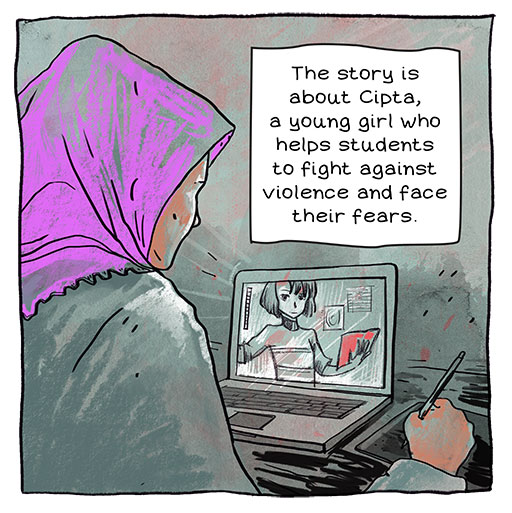 The story is
about Cipta,
a young girl who
helps students
to fight against
violence and face
their fears.